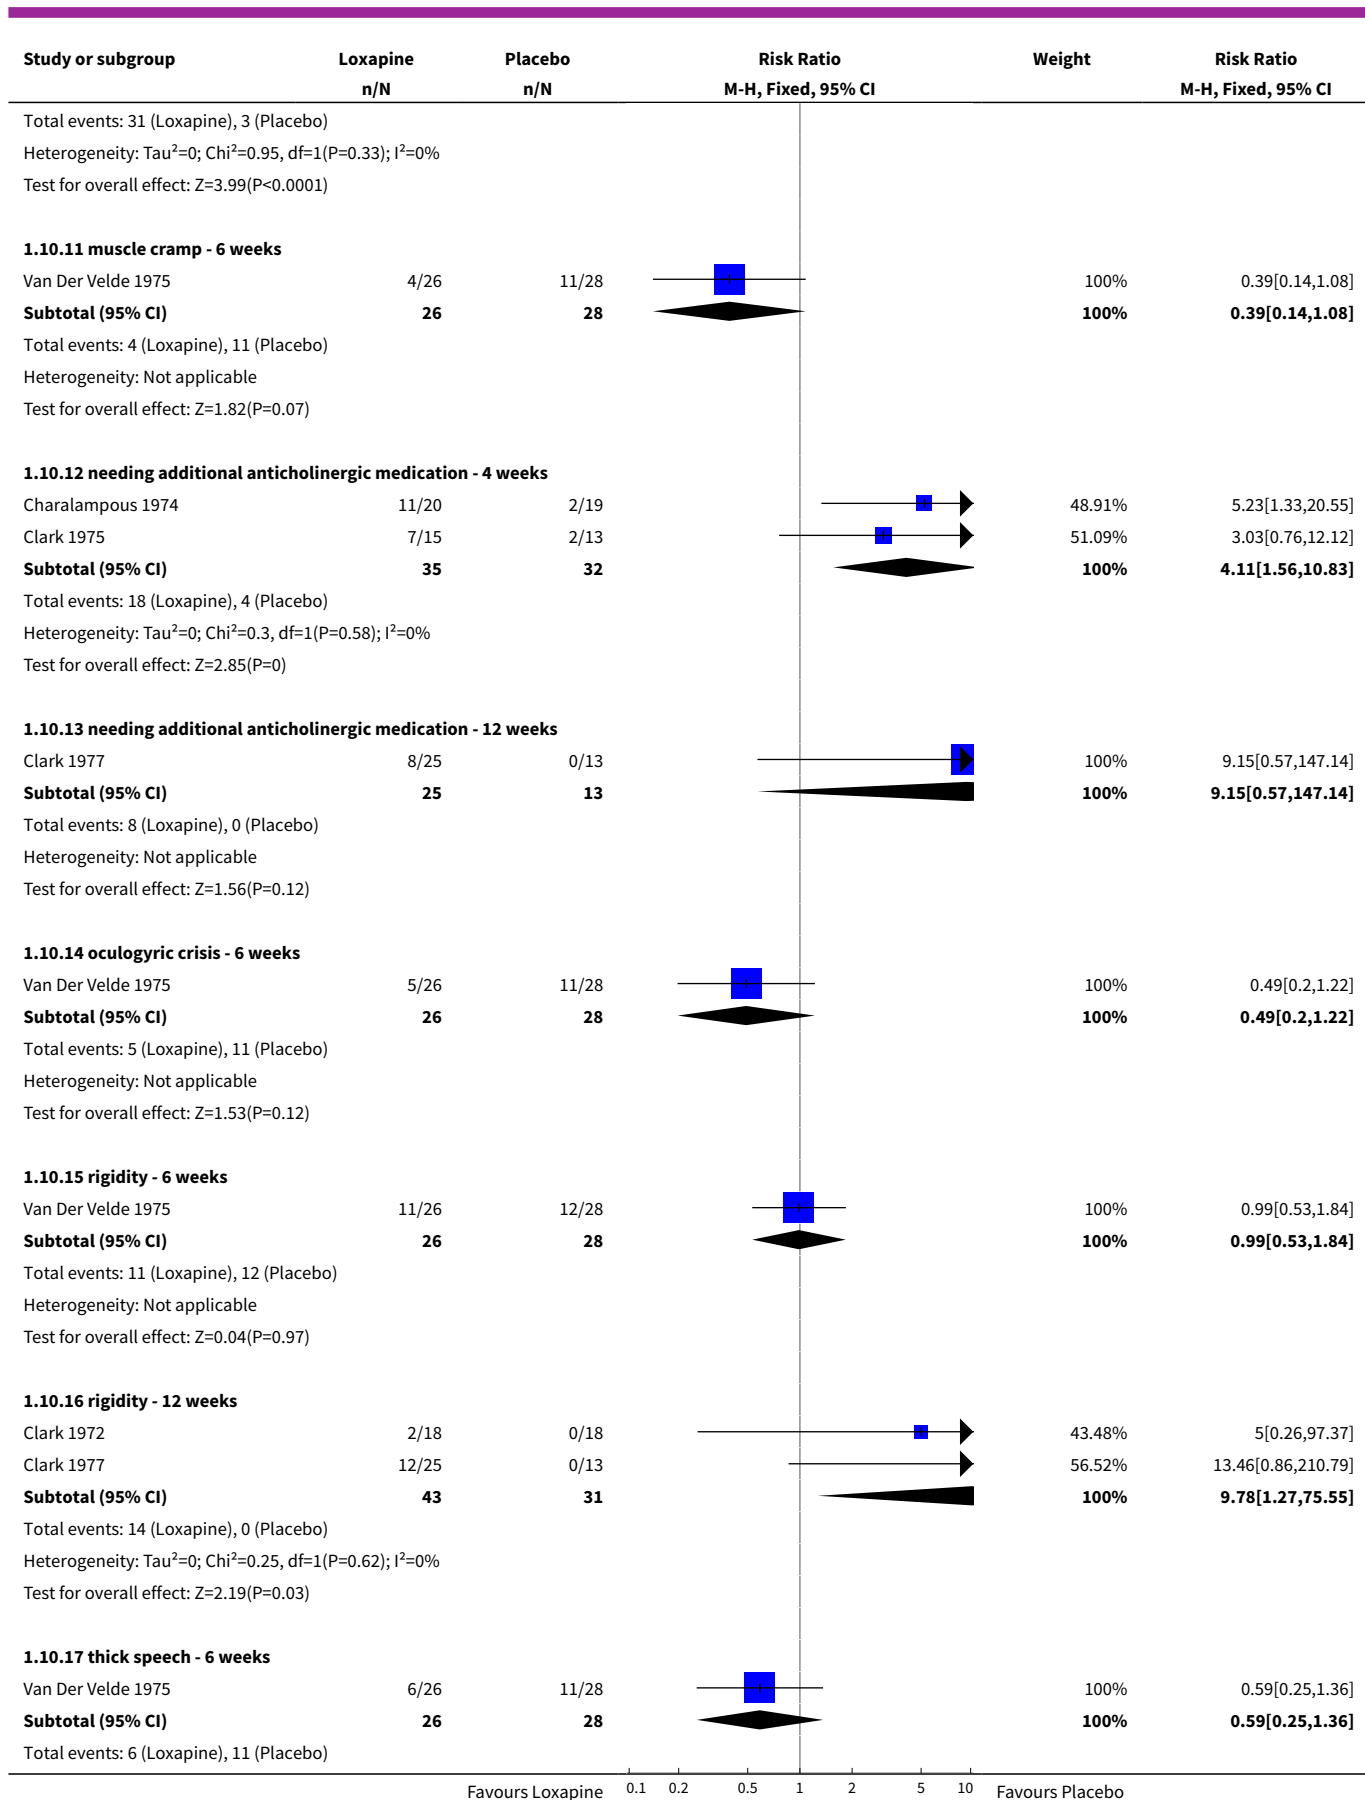 Study or subgroup Loxapine Placebo Risk Ratio Weight Risk Ratio
n/N n/N M-H, Fixed, 95% CI M-H, Fixed, 95% CI
Total events: 31 (Loxapine), 3 (Placebo)
Heterogeneity: Tau²=0; Chi²=0.95, df=1(P=0.33); I²=0%
Test for overall effect: Z=3.99(P<0.0001)
1.10.11 muscle cramp - 6 weeks
Van Der Velde 1975 4/26 11/28 100% 0.39[0.14,1.08]
Subtotal (95% CI) 26 28 100% 0.39[0.14,1.08]
Total events: 4 (Loxapine), 11 (Placebo)
Heterogeneity: Not applicable
Test for overall effect: Z=1.82(P=0.07)
1.10.12 needing additional anticholinergic medication - 4 weeks
Charalampous 1974 11/20 2/19 48.91% 5.23[1.33,20.55]
Clark 1975 7/15 2/13 51.09% 3.03[0.76,12.12]
Subtotal (95% CI) 35 32 100% 4.11[1.56,10.83]
Total events: 18 (Loxapine), 4 (Placebo)
Heterogeneity: Tau²=0; Chi²=0.3, df=1(P=0.58); I²=0%
Test for overall effect: Z=2.85(P=0)
1.10.13 needing additional anticholinergic medication - 12 weeks
Clark 1977 8/25 0/13 100% 9.15[0.57,147.14]
Subtotal (95% CI) 25 13 100% 9.15[0.57,147.14]
Total events: 8 (Loxapine), 0 (Placebo)
Heterogeneity: Not applicable
Test for overall effect: Z=1.56(P=0.12)
1.10.14 oculogyric crisis - 6 weeks
Van Der Velde 1975 5/26 11/28 100% 0.49[0.2,1.22]
Subtotal (95% CI) 26 28 100% 0.49[0.2,1.22]
Total events: 5 (Loxapine), 11 (Placebo)
Heterogeneity: Not applicable
Test for overall effect: Z=1.53(P=0.12)
1.10.15 rigidity - 6 weeks
Van Der Velde 1975 11/26 12/28 100% 0.99[0.53,1.84]
Subtotal (95% CI) 26 28 100% 0.99[0.53,1.84]
Total events: 11 (Loxapine), 12 (Placebo)
Heterogeneity: Not applicable
Test for overall effect: Z=0.04(P=0.97)
1.10.16 rigidity - 12 weeks
Clark 1972 2/18 0/18 43.48% 5[0.26,97.37]
Clark 1977 12/25 0/13 56.52% 13.46[0.86,210.79]
Subtotal (95% CI) 43 31 100% 9.78[1.27,75.55]
Total events: 14 (Loxapine), 0 (Placebo)
Heterogeneity: Tau²=0; Chi²=0.25, df=1(P=0.62); I²=0%
Test for overall effect: Z=2.19(P=0.03)
1.10.17 thick speech - 6 weeks
Van Der Velde 1975 6/26 11/28 100% 0.59[0.25,1.36]
Subtotal (95% CI) 26 28 100% 0.59[0.25,1.36]
Total events: 6 (Loxapine), 11 (Placebo)
Favours Loxapine 0.1 0.2 0.5 1 2 5 10 Favours Placebo